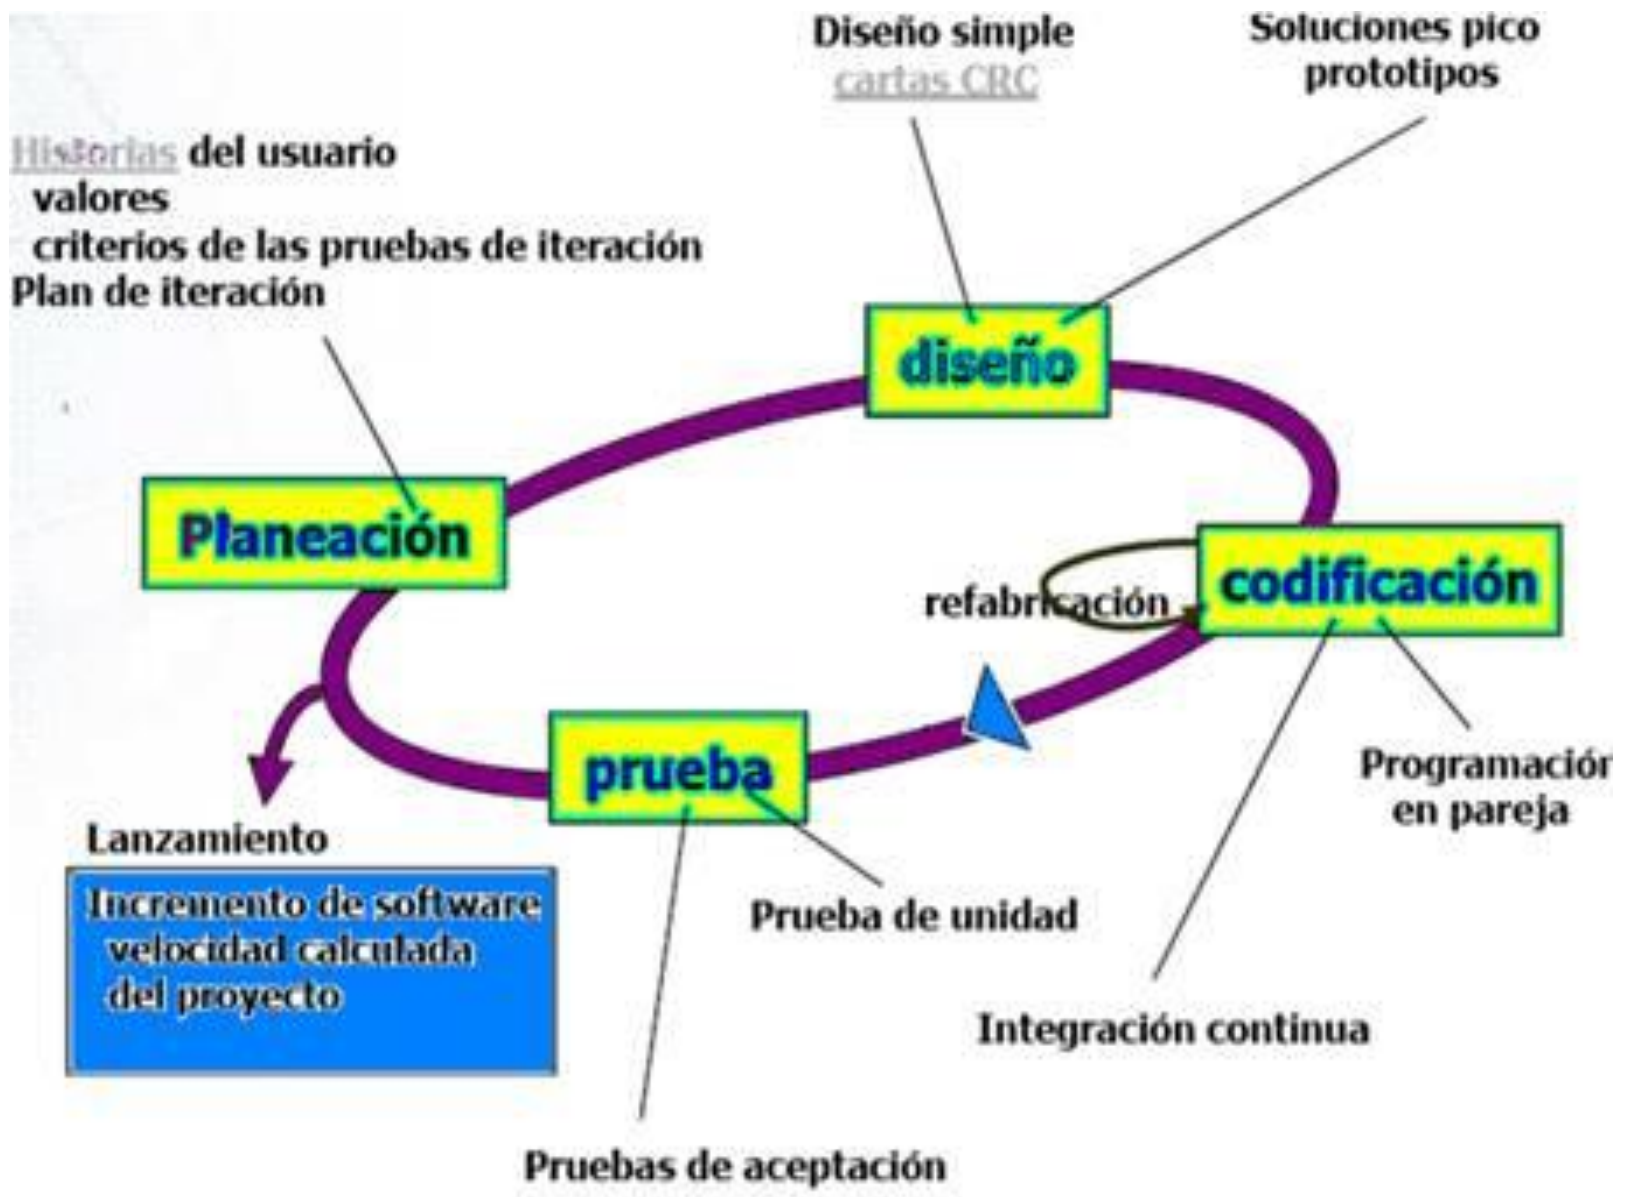 Diseño simple
cartas CRC
Soluciones pico
prototipos
Historias del usuario
valores
criterios de las pruebas de iteración
Plan de iteración
diseño
Planeación
refabricación
codificación
prueba
Programación
en pareja
Lanzamiento
Incremento de software
velocidad calculada
del proyecto
Prueba de unidad
Integración continua
Pruebas de aceptación